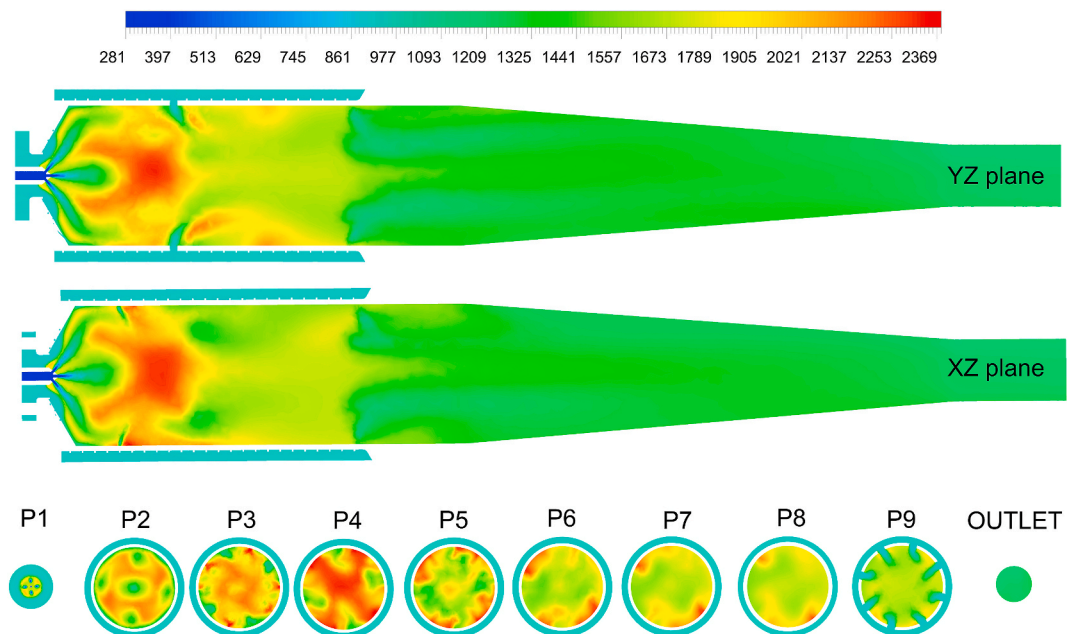 281 397 513 629 745 861 977 1093 1209 1325 1441 1557 1673 1789 1905 2021 2137 2253 2369
YZ plane
XZ plane
P1 P2 P3 P4 P5 P6 P7 P8 P9 OUTLET